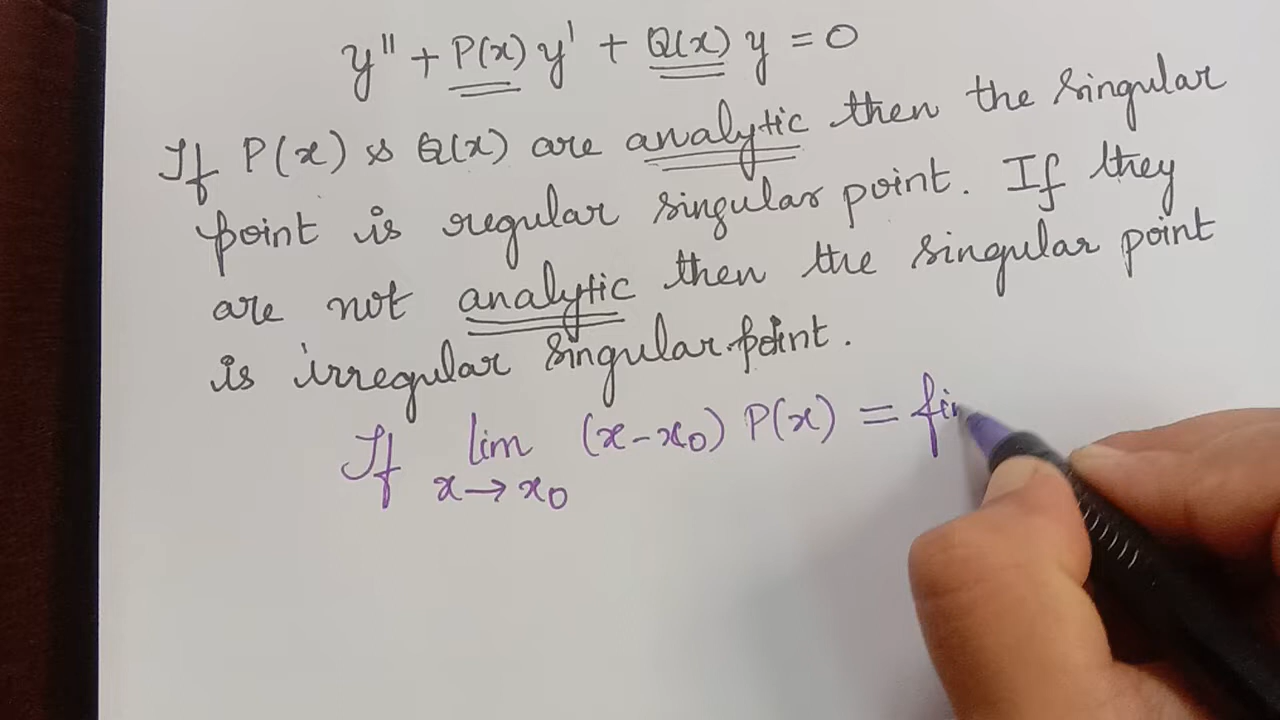 y'' + P(x) y' + Q(x) y = 0
If P(x) & Q(x) are analytic then the singular
point is regular singular point. If they
are not analytic then the singular point
is irregular singular point.
If lim (x-x₀) P(x) = fin
x→x₀